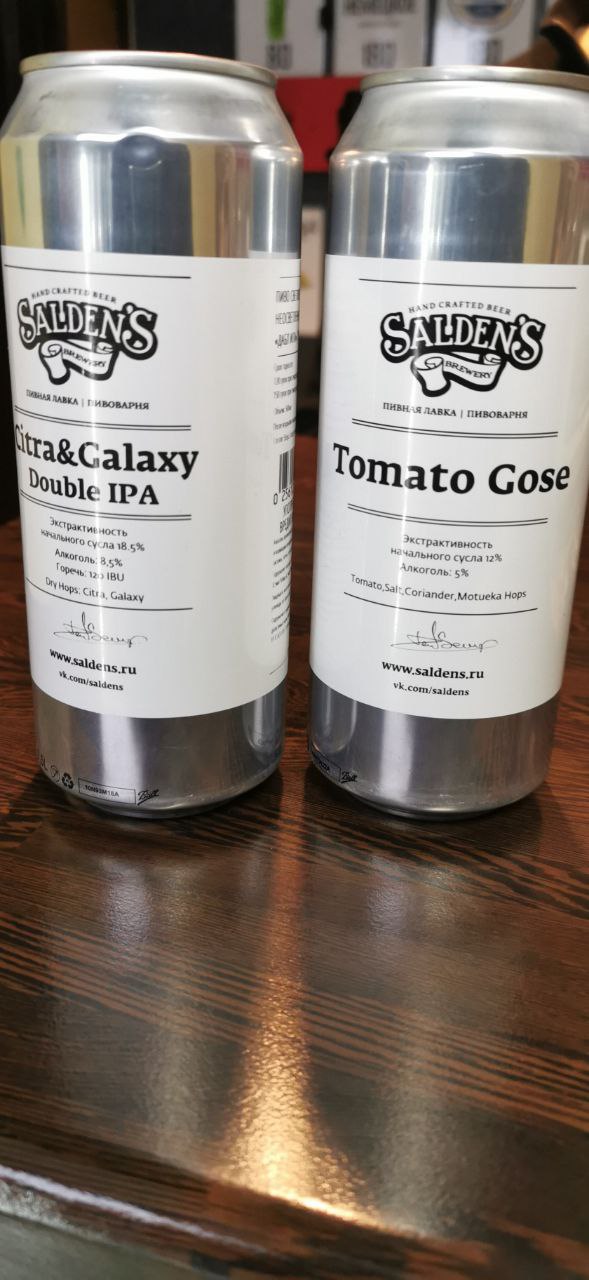 HAND CRAFTED BEER
SALDEN'S
BREWERY
ПИВНАЯ ЛАВКА | ПИВОВАРНЯ
Citra&Galaxy
Double IPA
Экстрактивность
начального сусла 18.5%
Алкоголь: 8,5%
Горечь: 120 IBU
Dry Hops: Citra, Galaxy
www.saldens.ru
vk.com/saldens
Ball
HAND CRAFTED BEER
SALDEN'S
BREWERY
ПИВНАЯ ЛАВКА | ПИВОВАРНЯ
Tomato Gose
Экстрактивность
начального сусла 12%
Алкоголь: 5%
Tomato,Salt,Coriander,Motueka Hops
www.saldens.ru
vk.com/saldens
Ball